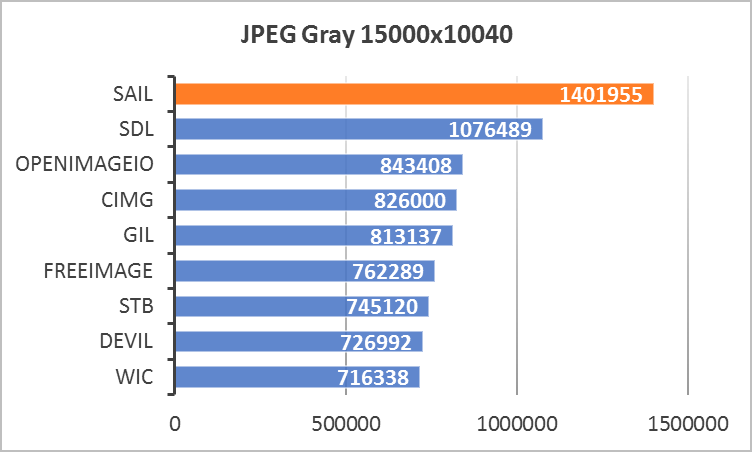 JPEG Gray 15000x10040
SAIL 1401955
SDL 1076489
OPENIMAGEIO 843408
CIMG 826000
GIL 813137
FREEIMAGE 762289
STB 745120
DEVIL 726992
WIC 716338
0 500000 1000000 1500000